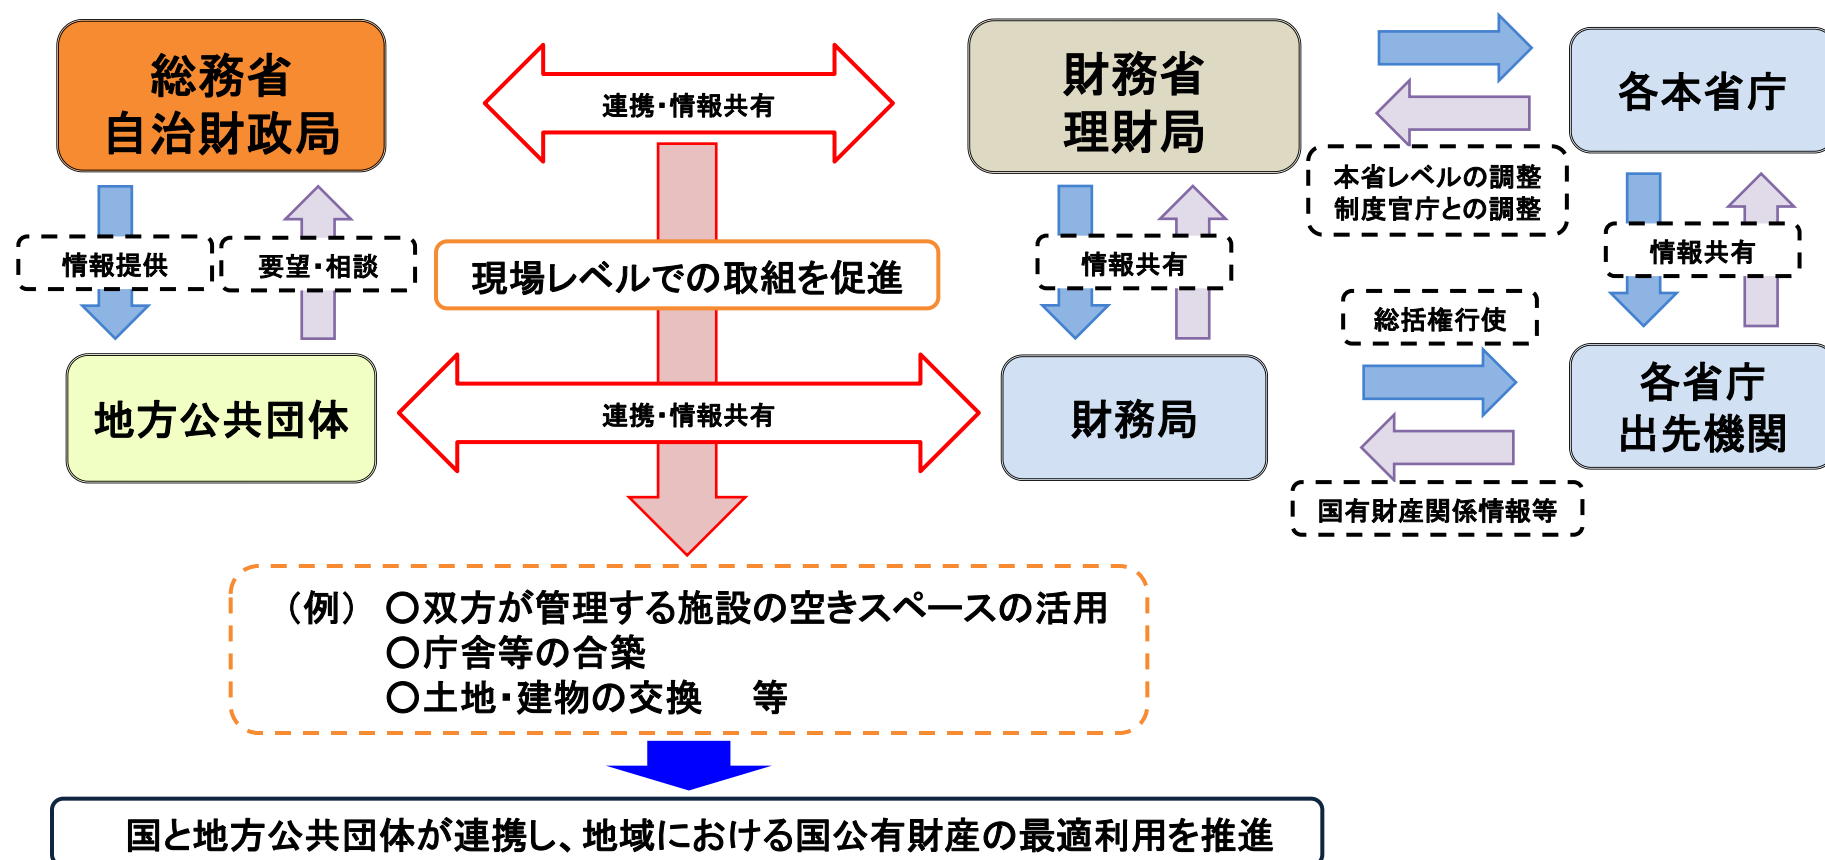 総務省
自治財政局
連携・情報共有
財務省
理財局
各本省庁
本省レベルの調整
制度官庁との調整
情報提供
要望・相談
現場レベルでの取組を促進
情報共有
情報共有
総括権行使
地方公共団体
連携・情報共有
財務局
各省庁
出先機関
国有財産関係情報等
（例） 〇双方が管理する施設の空きスペースの活用
〇庁舎等の合築
〇土地・建物の交換 等
国と地方公共団体が連携し、地域における国公有財産の最適利用を推進